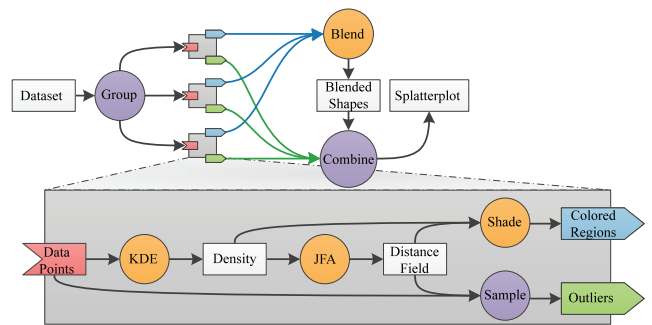 Blend
Dataset
Group
Blended
Shapes
Splatterplot
Combine
Shade
Colored
Regions
Data
Points
KDE
Density
JFA
Distance
Field
Sample
Outliers